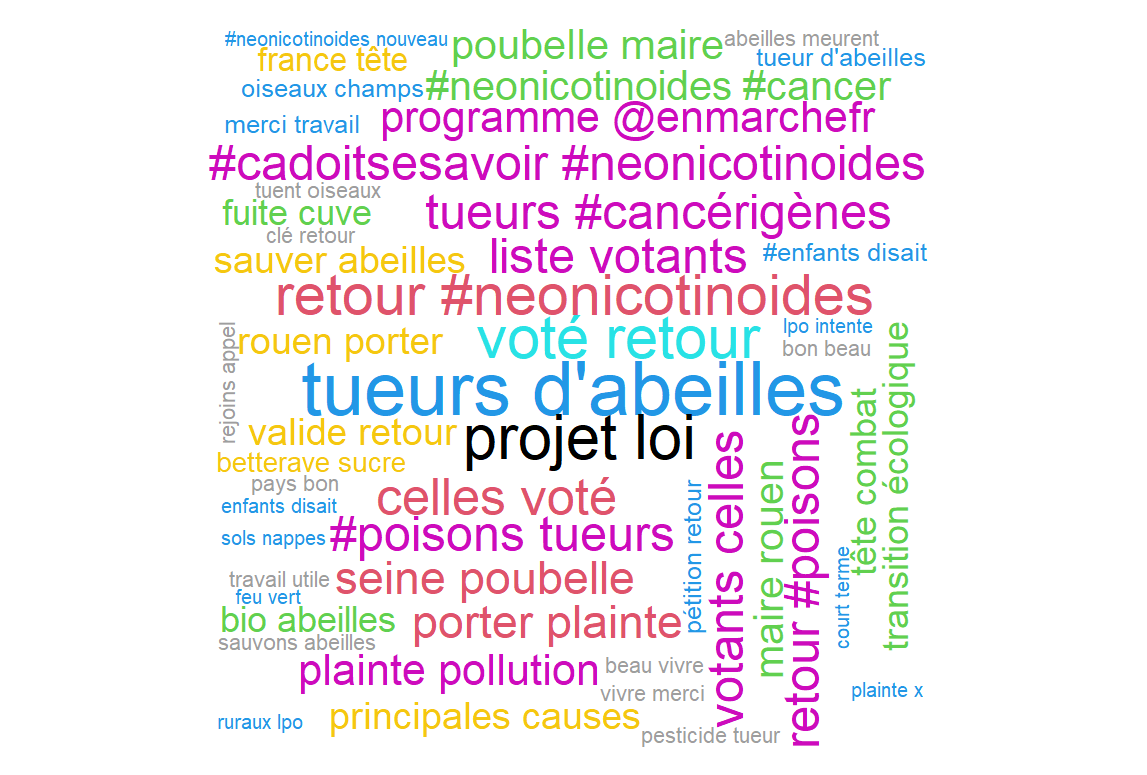 #neonicotinoides nouveau
poubelle maire
abeilles meurent
france tête
tueur d'abeilles
oiseaux champs
#neonicotinoides #cancer
merci travail
programme @enmarchefr
#cadoitsesavoir #neonicotinoides
tuent oiseaux
fuite cuve
tueurs #cancérigènes
clé retour
sauver abeilles
liste votants
#enfants disait
retour #neonicotinoides
rejoins appel
rouen porter
voté retour
lpo intente
bon beau
tueurs d'abeilles
valide retour
projet loi
betterave sucre
pays bon
celles voté
enfants disait
sols nappes
#poisons tueurs
pétition retour
votants celles
maire rouen
retour #poisons
court terme
tête combat
transition écologique
travail utile
seine poubelle
feu vert
bio abeilles
porter plainte
sauvons abeilles
plainte pollution
beau vivre
vivre merci
plainte x
ruraux lpo
principales causes
pesticide tueur